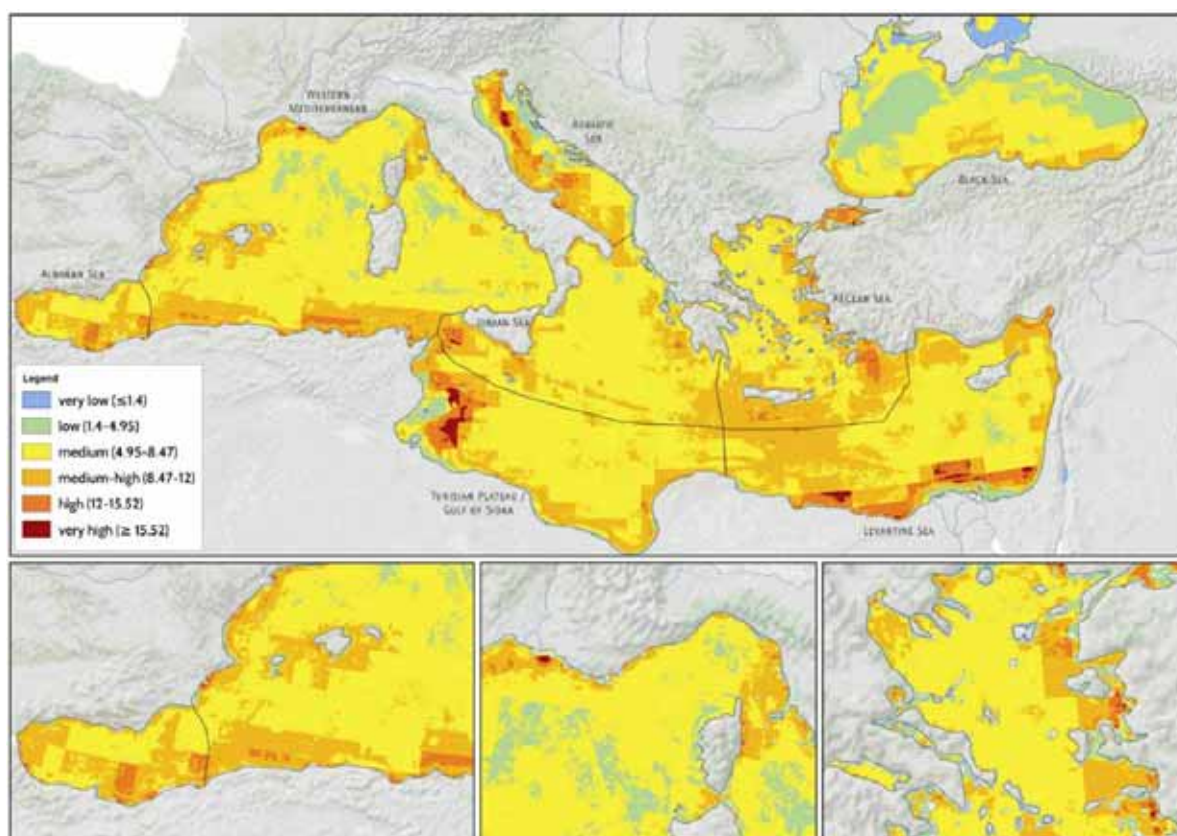 WESTERN
MEDITERRANEAN
ADRIATIC
SEA
BLACK SEA
ALBORAN SEA
IONIAN SEA
AEGEAN SEA
Legend
very low (≤1.4)
low (1.4-4.95)
medium (4.95-8.47)
medium-high (8.47-12)
high (12-15.52)
very high (≥ 15.52)
TUNISIAN PLATEAU /
GULF OF SIDRA
LEVANTINE SEA